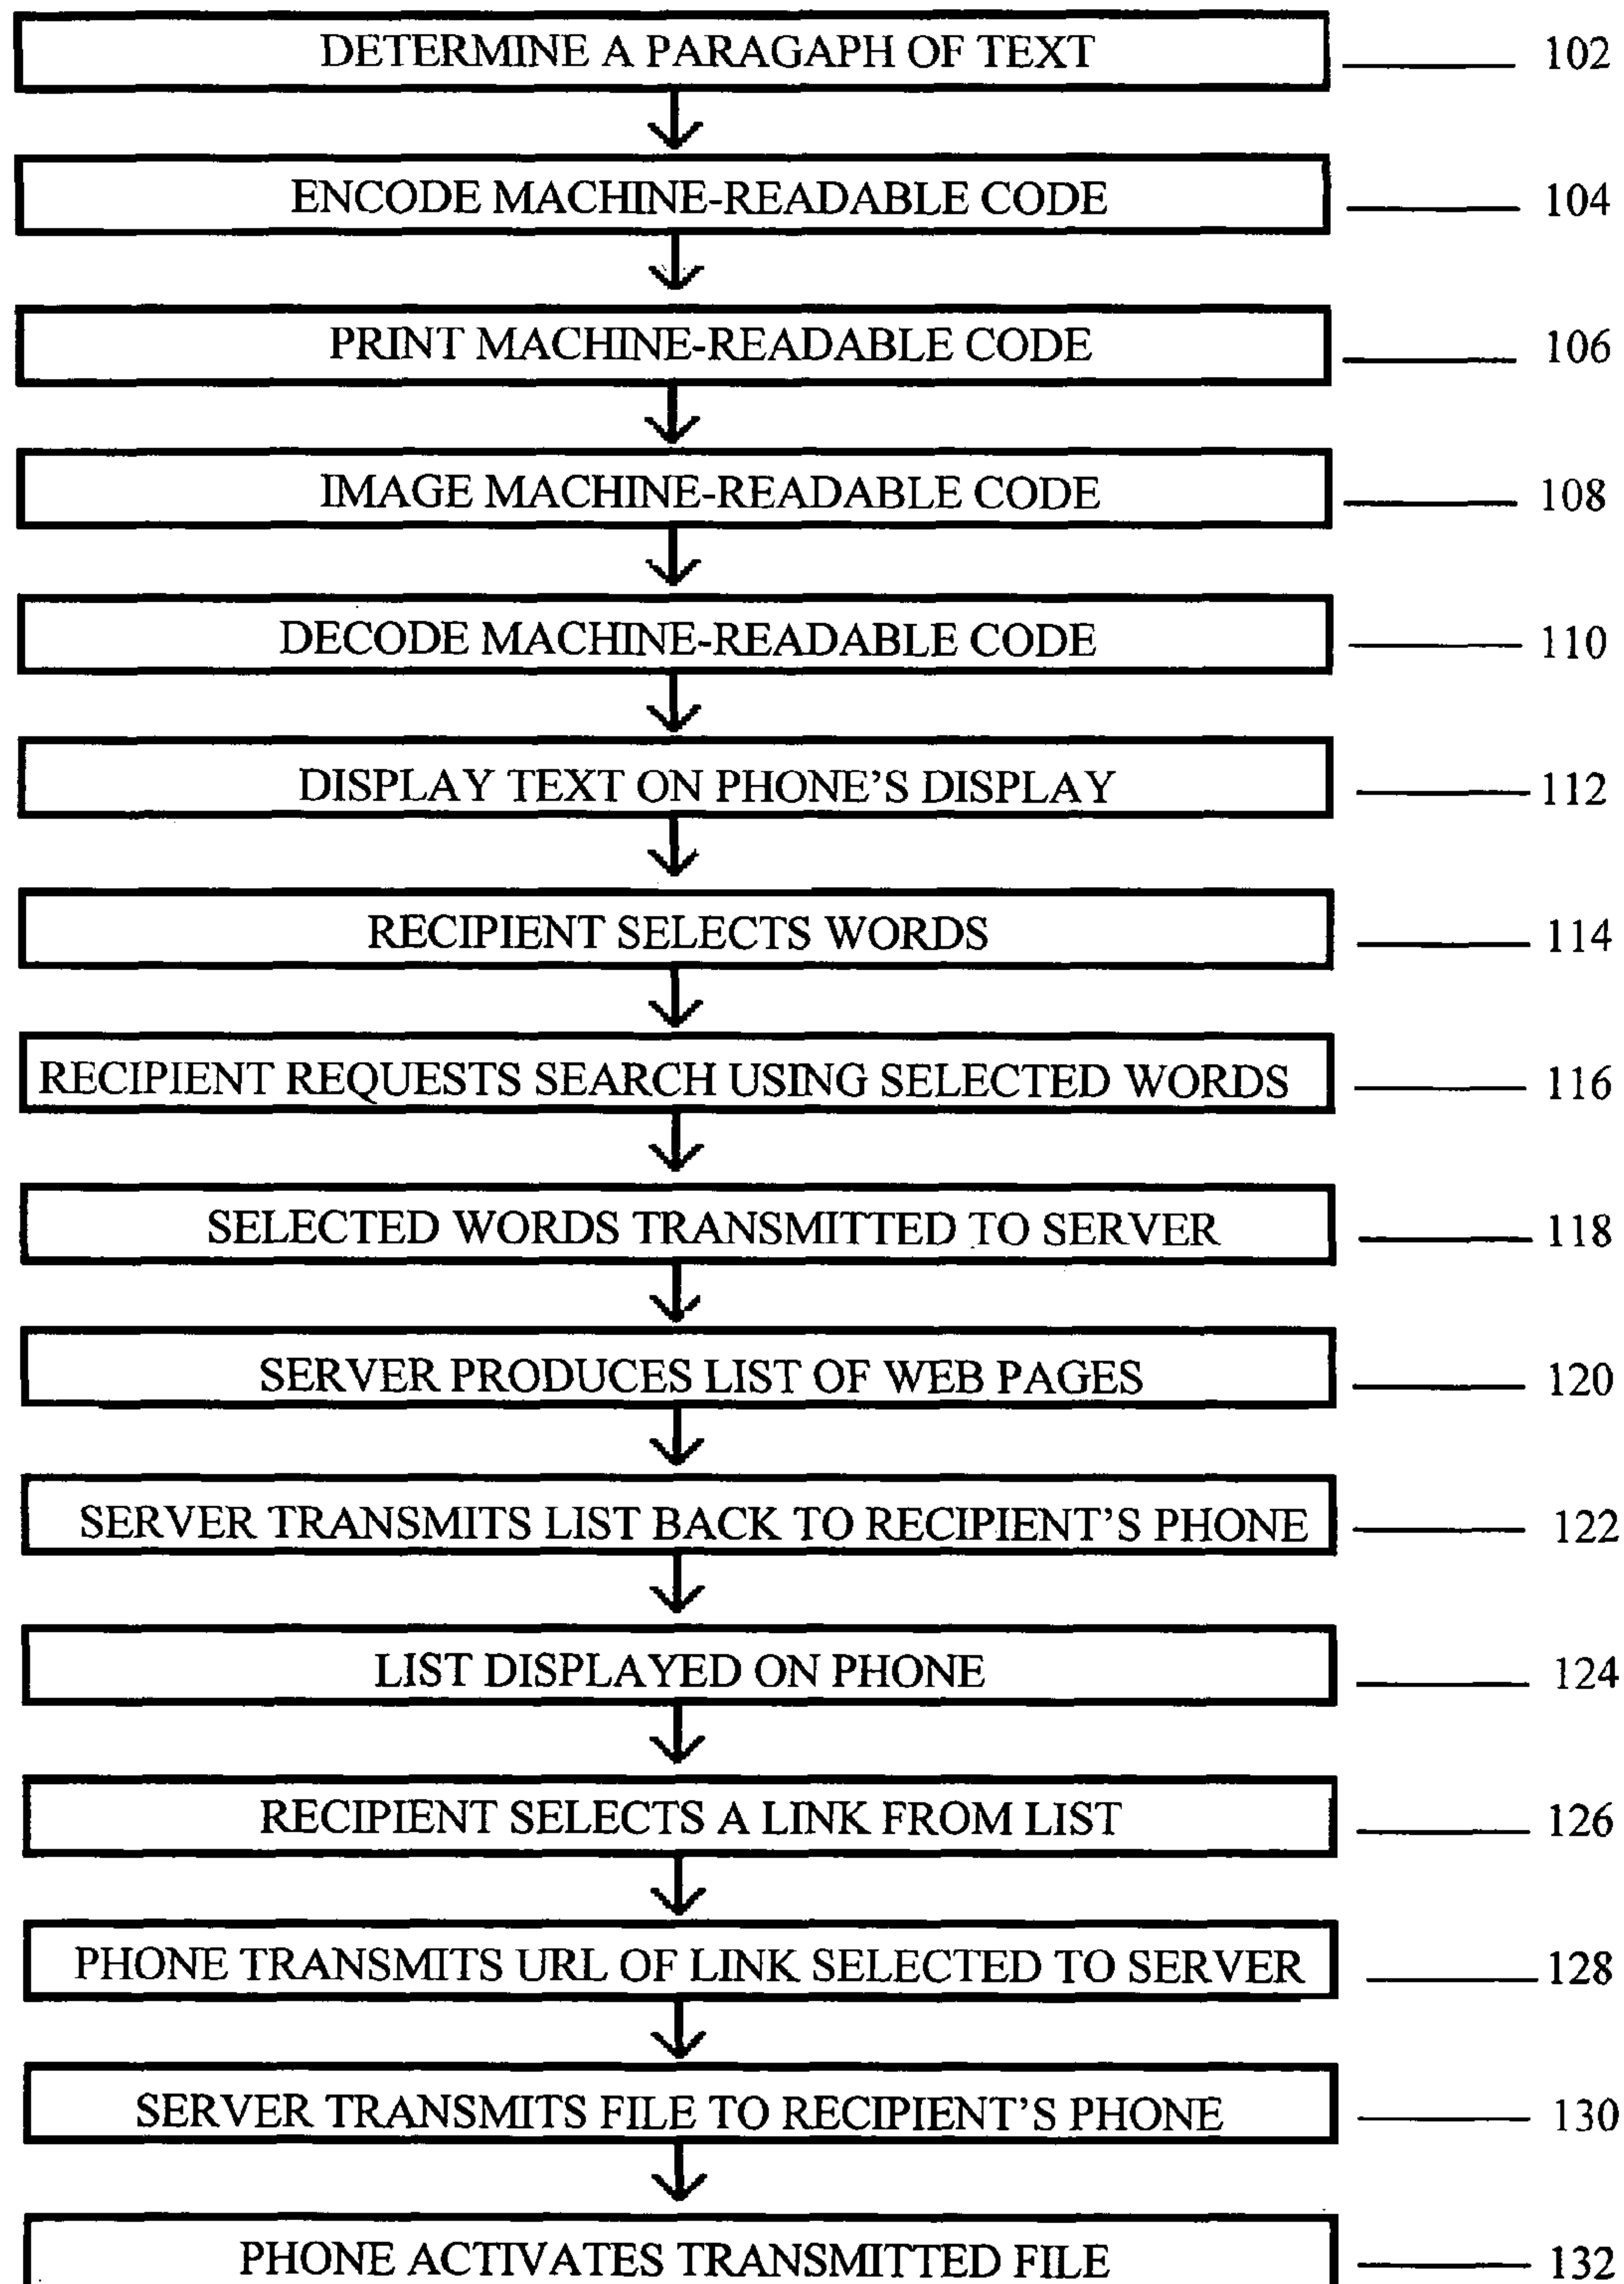 DETERMINE A PARAGAPH OF TEXT 102
ENCODE MACHINE-READABLE CODE 104
PRINT MACHINE-READABLE CODE 106
IMAGE MACHINE-READABLE CODE 108
DECODE MACHINE-READABLE CODE 110
DISPLAY TEXT ON PHONE'S DISPLAY 112
RECIPIENT SELECTS WORDS 114
RECIPIENT REQUESTS SEARCH USING SELECTED WORDS 116
SELECTED WORDS TRANSMITTED TO SERVER 118
SERVER PRODUCES LIST OF WEB PAGES 120
SERVER TRANSMITS LIST BACK TO RECIPIENT'S PHONE 122
LIST DISPLAYED ON PHONE 124
RECIPIENT SELECTS A LINK FROM LIST 126
PHONE TRANSMITS URL OF LINK SELECTED TO SERVER 128
SERVER TRANSMITS FILE TO RECIPIENT'S PHONE 130
PHONE ACTIVATES TRANSMITTED FILE 132